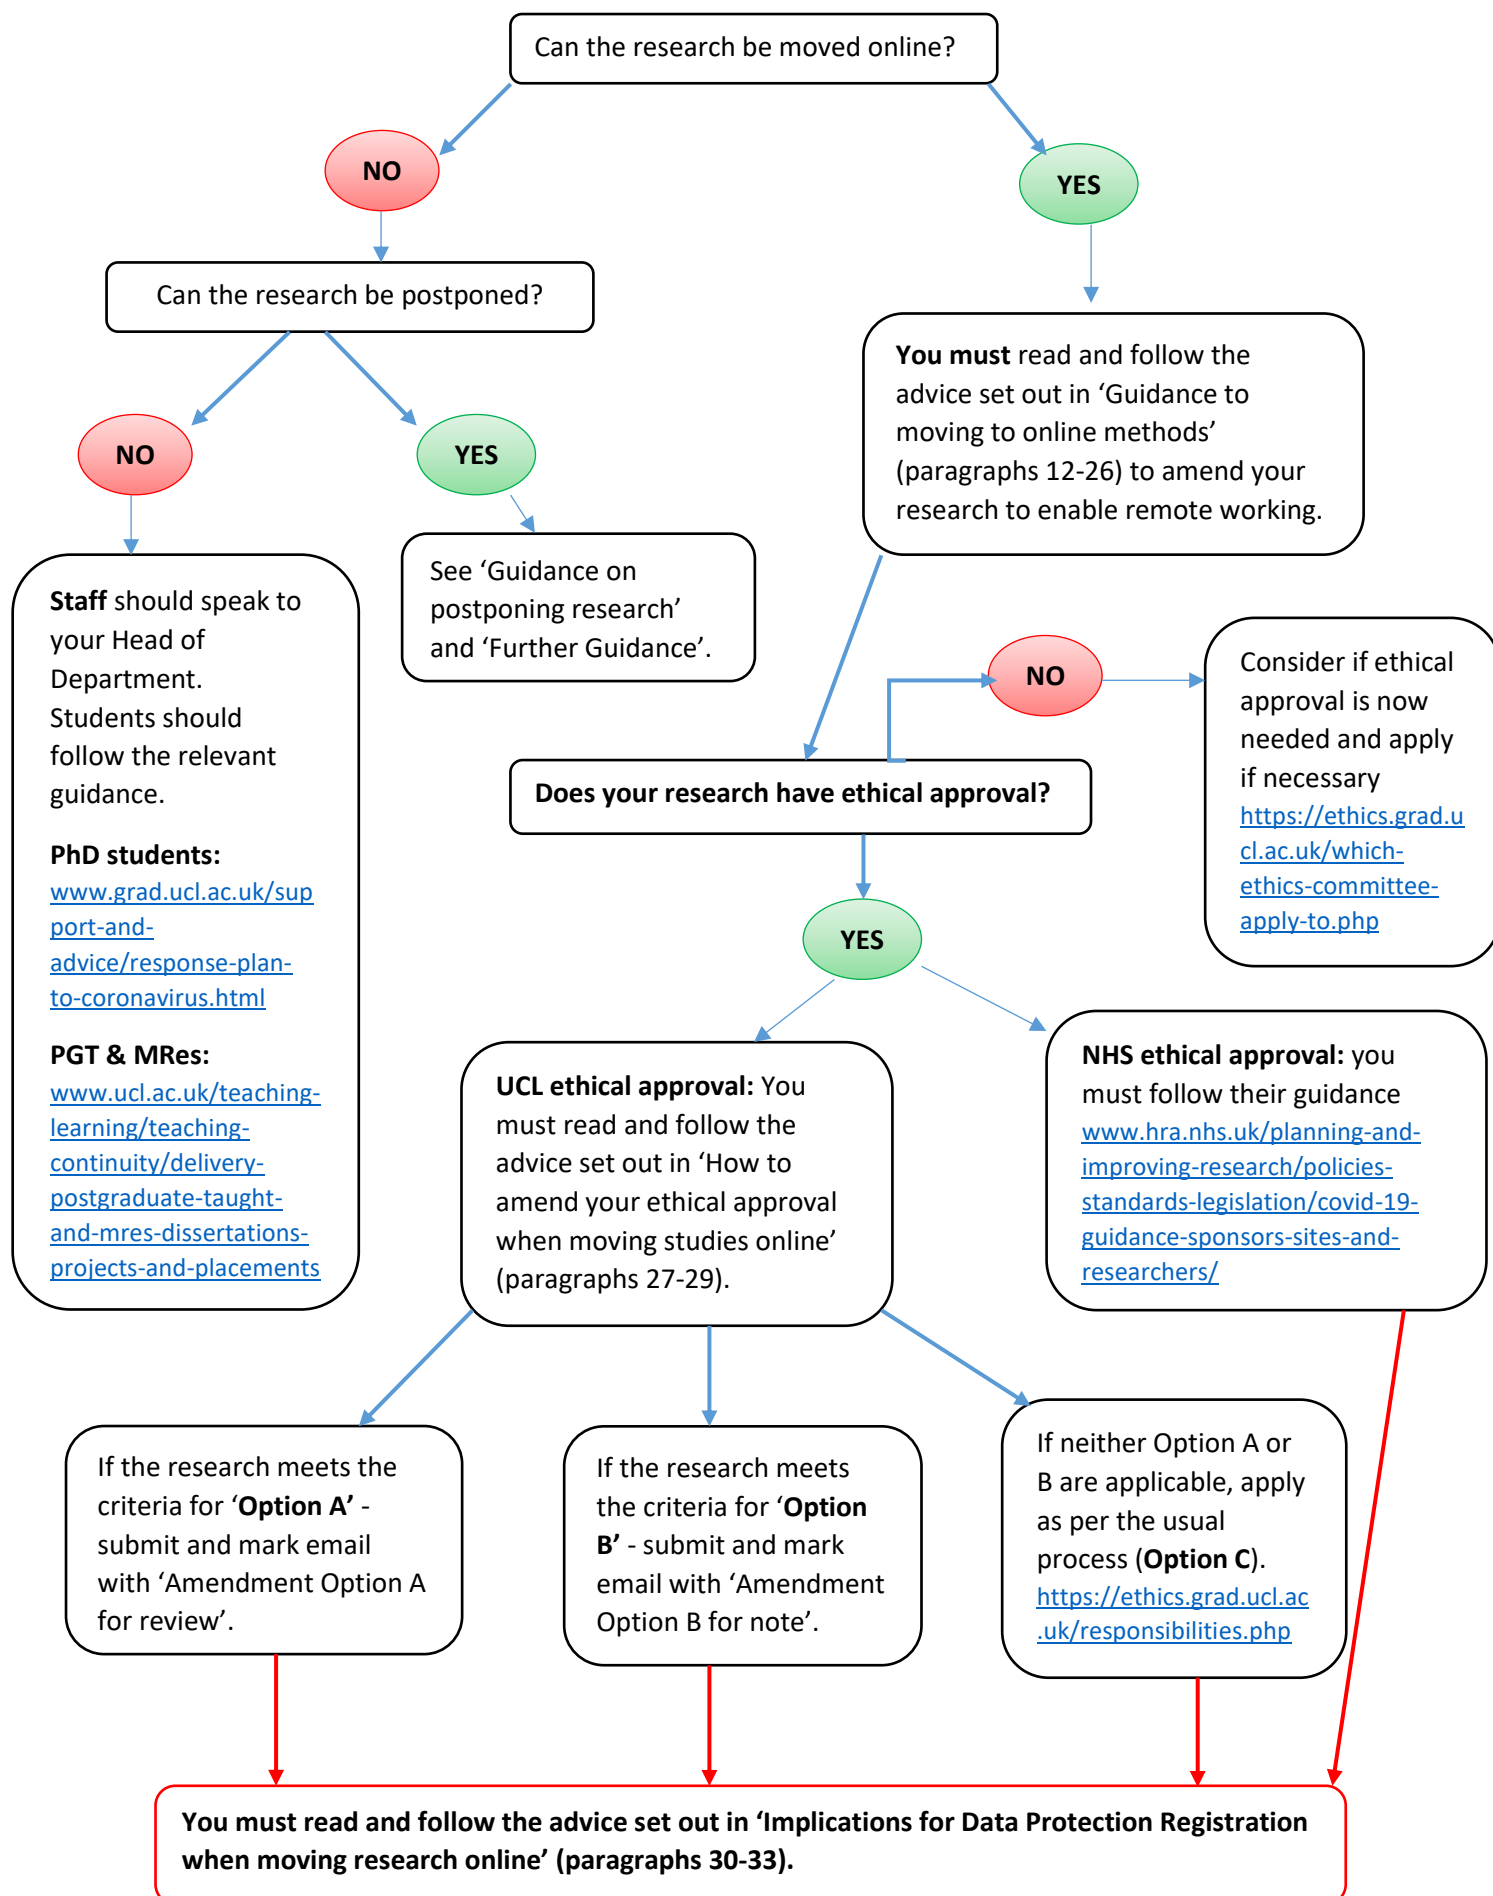 Can the research be moved online?
NO
YES
Can the research be postponed?
You must read and follow the
advice set out in ‘Guidance to
moving to online methods’
(paragraphs 12-26) to amend your
research to enable remote working.
NO
YES
See ‘Guidance on
postponing research’
and ‘Further Guidance’.
Staff should speak to
your Head of
Department.
Students should
follow the relevant
guidance.
PhD students:
www.grad.ucl.ac.uk/sup
port-and-
advice/response-plan-
to-coronavirus.html
PGT & MRes:
www.ucl.ac.uk/teaching-
learning/teaching-
continuity/delivery-
postgraduate-taught-
and-mres-dissertations-
projects-and-placements
NO
Consider if ethical
approval is now
needed and apply
if necessary
https://ethics.grad.u
cl.ac.uk/which-
ethics-committee-
apply-to.php
Does your research have ethical approval?
YES
UCL ethical approval: You
must read and follow the
advice set out in ‘How to
amend your ethical approval
when moving studies online’
(paragraphs 27-29).
NHS ethical approval: you
must follow their guidance
www.hra.nhs.uk/planning-and-
improving-research/policies-
standards-legislation/covid-19-
guidance-sponsors-sites-and-
researchers/
If the research meets the
criteria for ‘Option A’ -
submit and mark email
with ‘Amendment Option A
for review’.
If the research meets
the criteria for ‘Option
B’ - submit and mark
email with ‘Amendment
Option B for note’.
If neither Option A or
B are applicable, apply
as per the usual
process (Option C).
https://ethics.grad.ucl.ac
.uk/responsibilities.php
You must read and follow the advice set out in ‘Implications for Data Protection Registration
when moving research online’ (paragraphs 30-33).